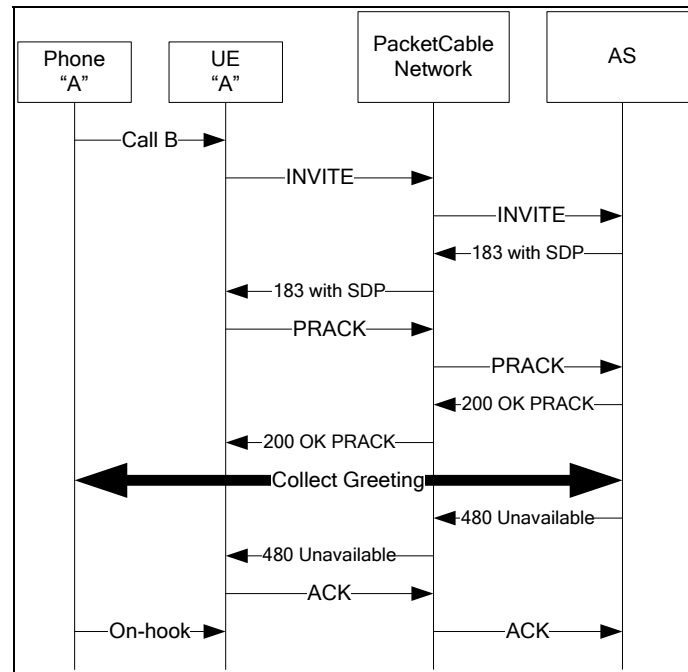 Phone
“A”
UE
“A”
PacketCable
Network
AS
Call B
INVITE
INVITE
183 with SDP
183 with SDP
PRACK
PRACK
200 OK PRACK
200 OK PRACK
Collect Greeting
480 Unavailable
480 Unavailable
ACK
On-hook
ACK